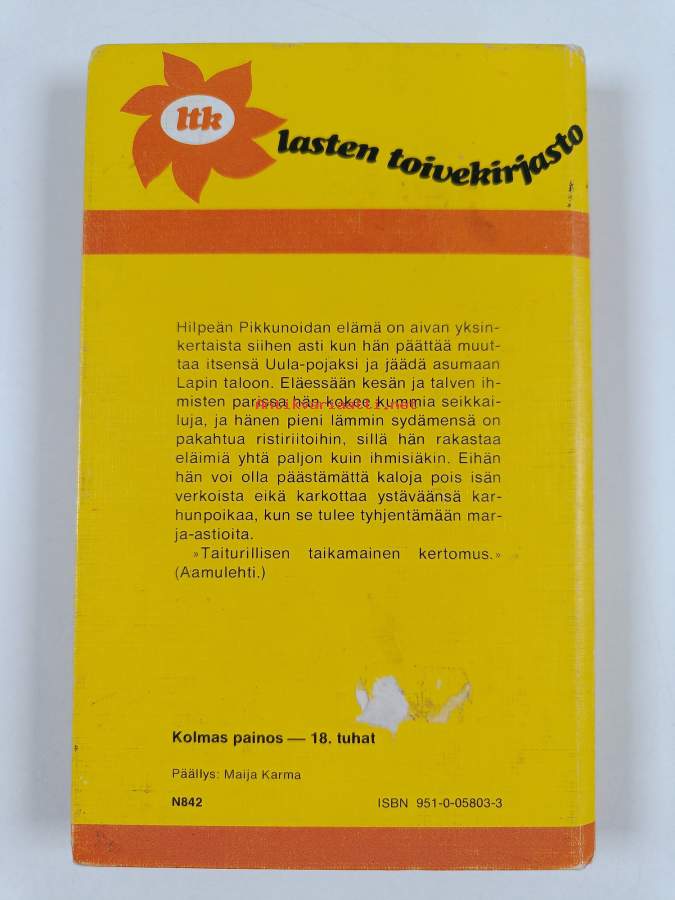 ltk
lasten toivekirjasto
Hilpeän Pikkunoidan elämä on aivan yksin-
kertaista siihen asti kun hän päättää muut-
taa itsensä Uula-pojaksi ja jäädä asumaan
Lapin taloon. Eläessään kesän ja talven ih-
misten parissa hän kokee kummia seikkai-
Antikvariaatti.net
luja, ja hänen pieni lämmin sydämensä on
pakahtua ristiriitoihin, sillä hän rakastaa
eläimiä yhtä paljon kuin ihmisiäkin. Eihän
hän voi olla päästämättä kaloja pois isän
verkoista eikä karkottaa ystäväänsä kar-
hunpoikaa, kun se tulee tyhjentämään mar-
ja-astioita.
»Taiturillisen taikamainen kertomus.»
(Aamulehti.)
Kolmas painos — 18. tuhat
Päällys: Maija Karma
N842 ISBN 951-0-05803-3